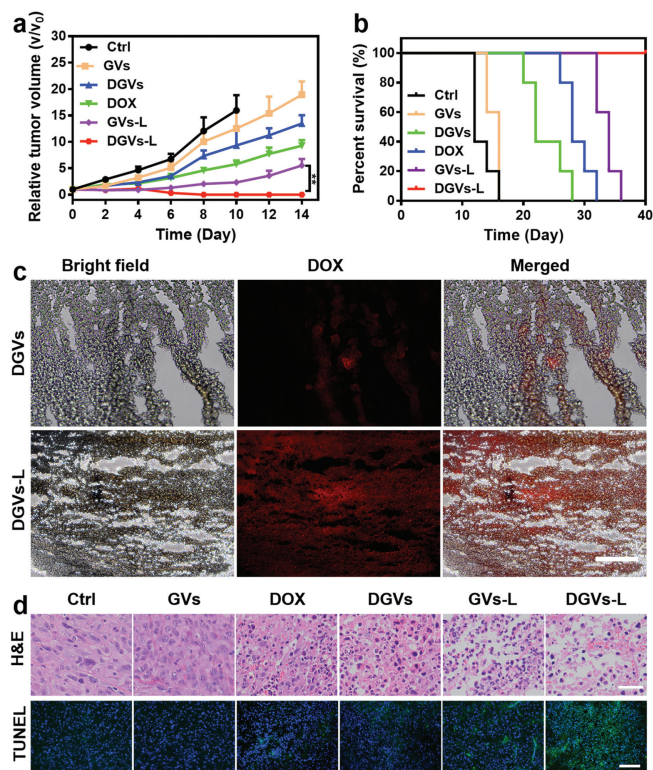 a
Relative tumor volume (v/v₀)
30
25
20
15
10
5
0
Ctrl
GVs
DGVs
DOX
GVs-L
DGVs-L
**
0 2 4 6 8 10 12 14
Time (Day)
b
Percent survival (%)
100
80
60
40
20
0
Ctrl
GVs
DGVs
DOX
GVs-L
DGVs-L
0 10 20 30 40
Time (Day)
c
Bright field DOX Merged
DGVs
DGVs-L
d
Ctrl GVs DOX DGVs GVs-L DGVs-L
H&E
TUNEL